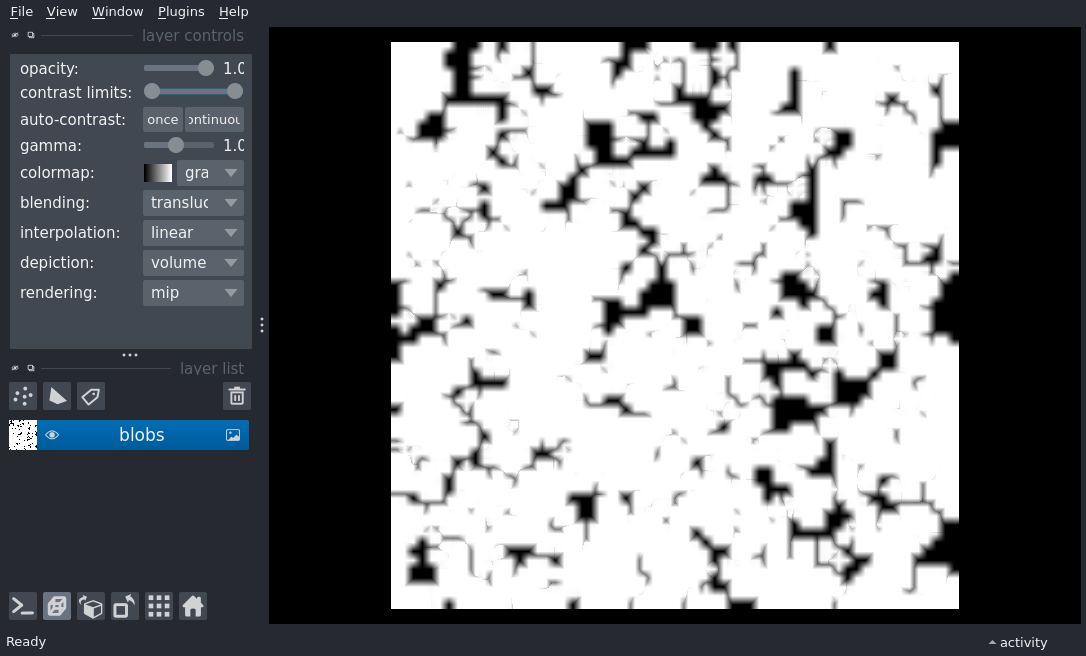 File View Window Plugins Help
layer controls
opacity: 1.0
contrast limits:
auto-contrast: once ontinuou
gamma: 1.0
colormap: gra
blending: transluc
interpolation: linear
depiction: volume
rendering: mip
layer list
blobs
Ready
activity